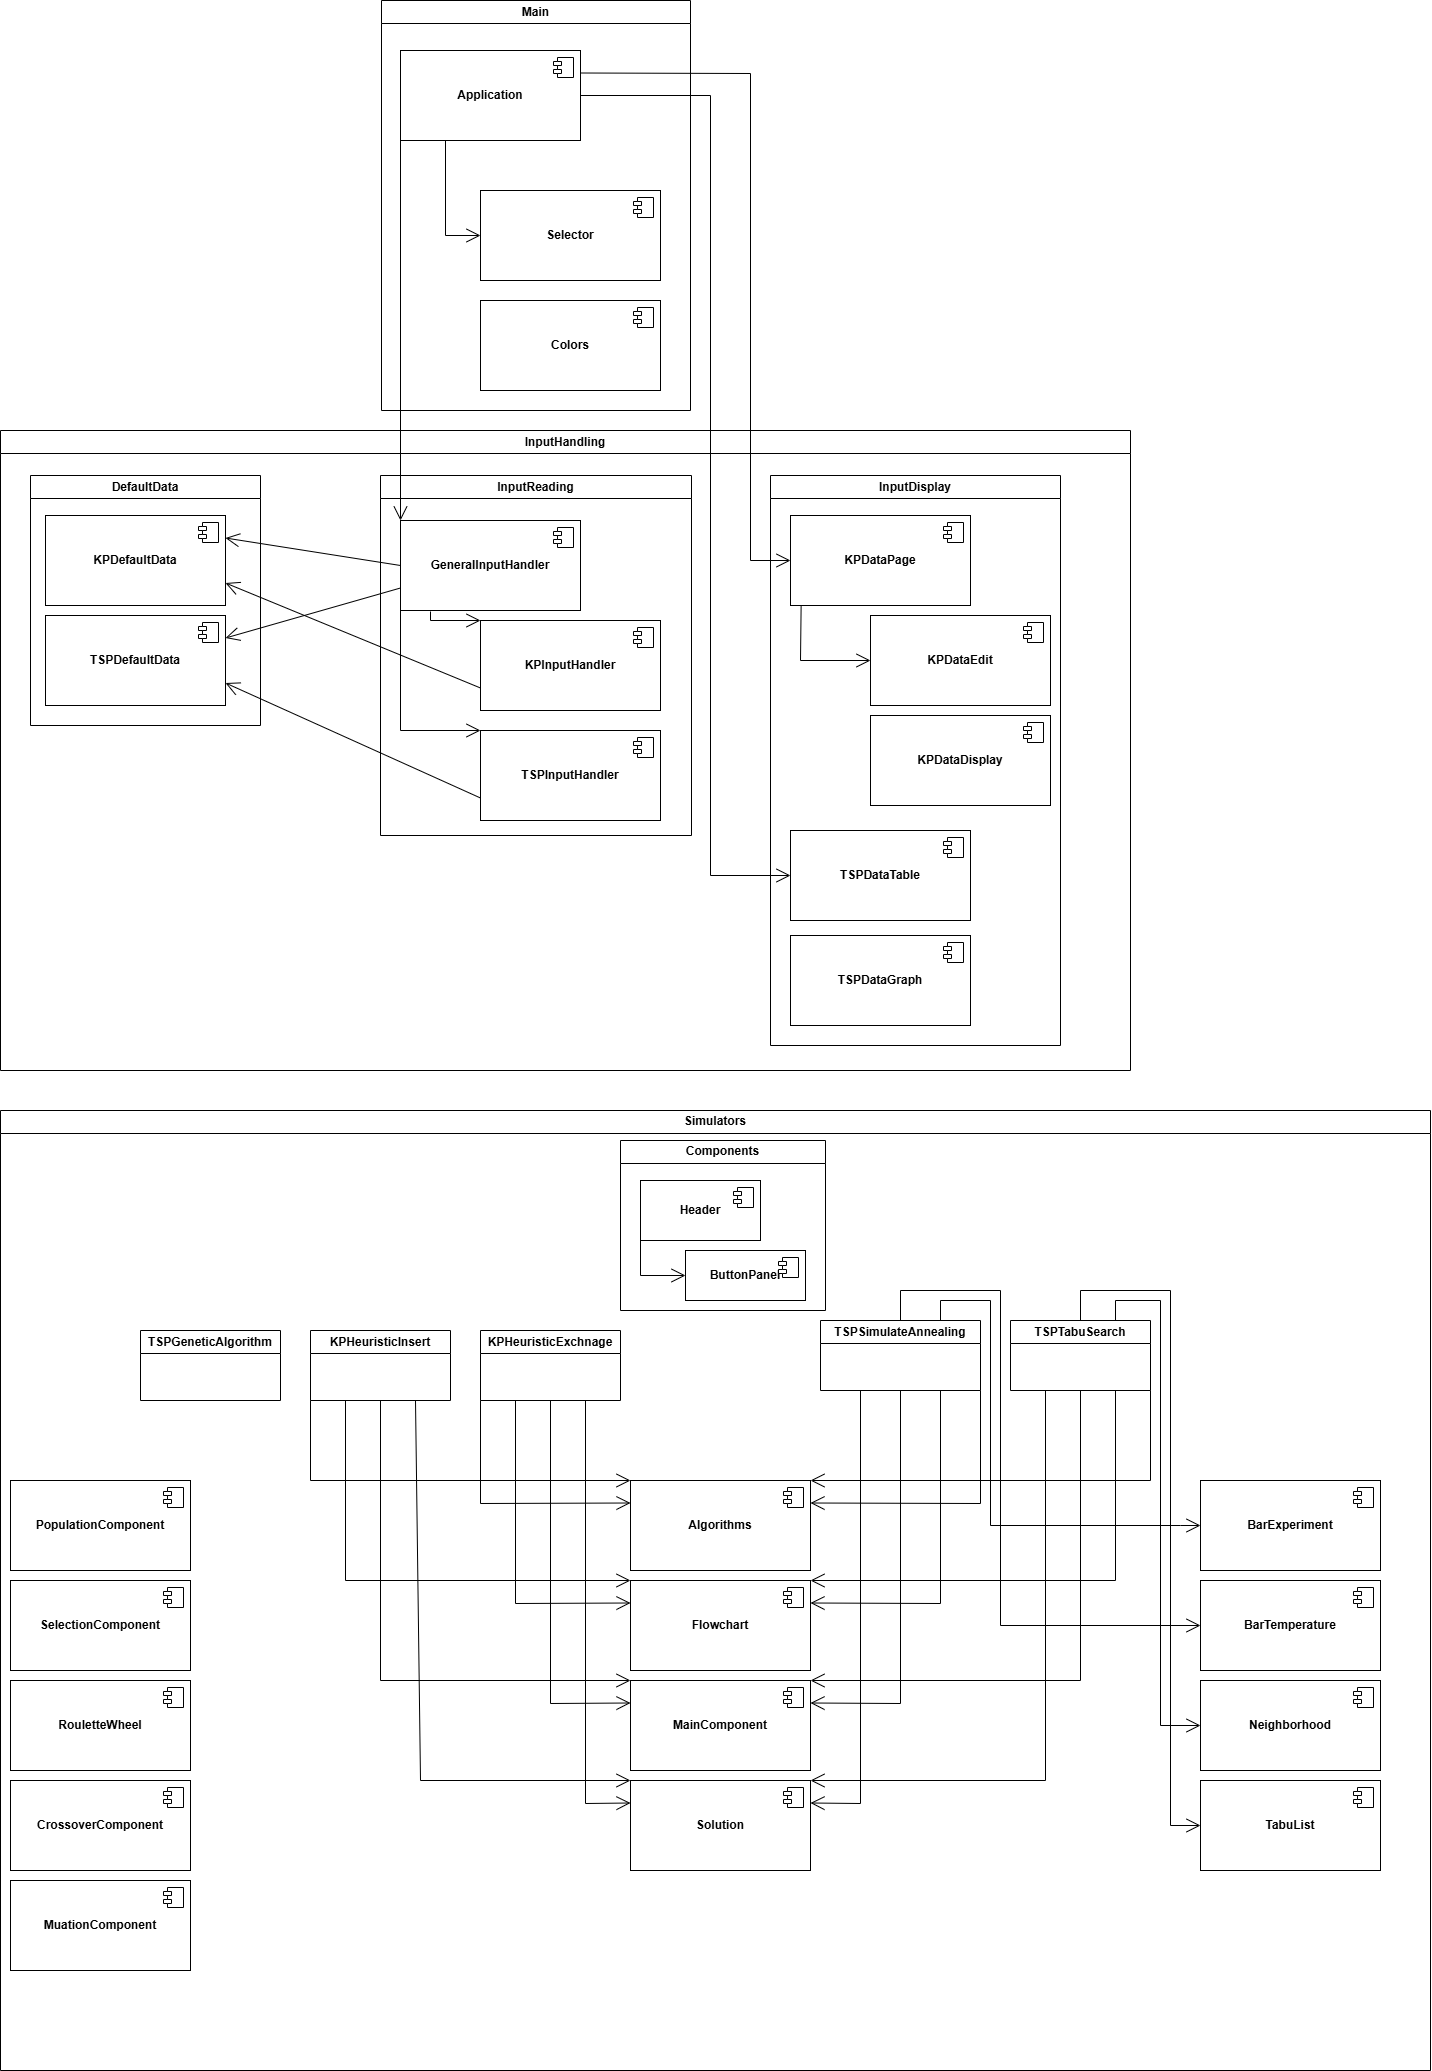 Main
Application
Selector
Colors
InputHandling
DefaultData
InputReading
InputDisplay
KPDefaultData
GeneralInputHandler
KPDataPage
TSPDefaultData
KPInputHandler
KPDataEdit
TSPInputHandler
KPDataDisplay
TSPDataTable
TSPDataGraph
Simulators
Components
Header
ButtonPanel
TSPGeneticAlgorithm
KPHeuristicInsert
KPHeuristicExchnage
TSPSimulateAnnealing
TSPTabuSearch
PopulationComponent
Algorithms
BarExperiment
SelectionComponent
Flowchart
BarTemperature
RouletteWheel
MainComponent
Neighborhood
CrossoverComponent
Solution
TabuList
MuationComponent